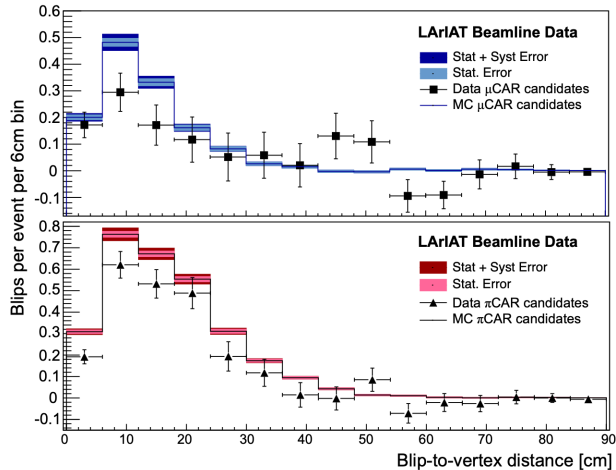 LArIAT Beamline Data
Stat + Syst Error
Stat. Error
Data μCAR candidates
MC μCAR candidates
0.6
0.5
0.4
0.3
0.2
0.1
0
-0.1
Blips per event per 6cm bin
LArIAT Beamline Data
Stat + Syst Error
Stat. Error
Data πCAR candidates
MC πCAR candidates
0.8
0.7
0.6
0.5
0.4
0.3
0.2
0.1
0
-0.1
0 10 20 30 40 50 60 70 80 90
Blip-to-vertex distance [cm]